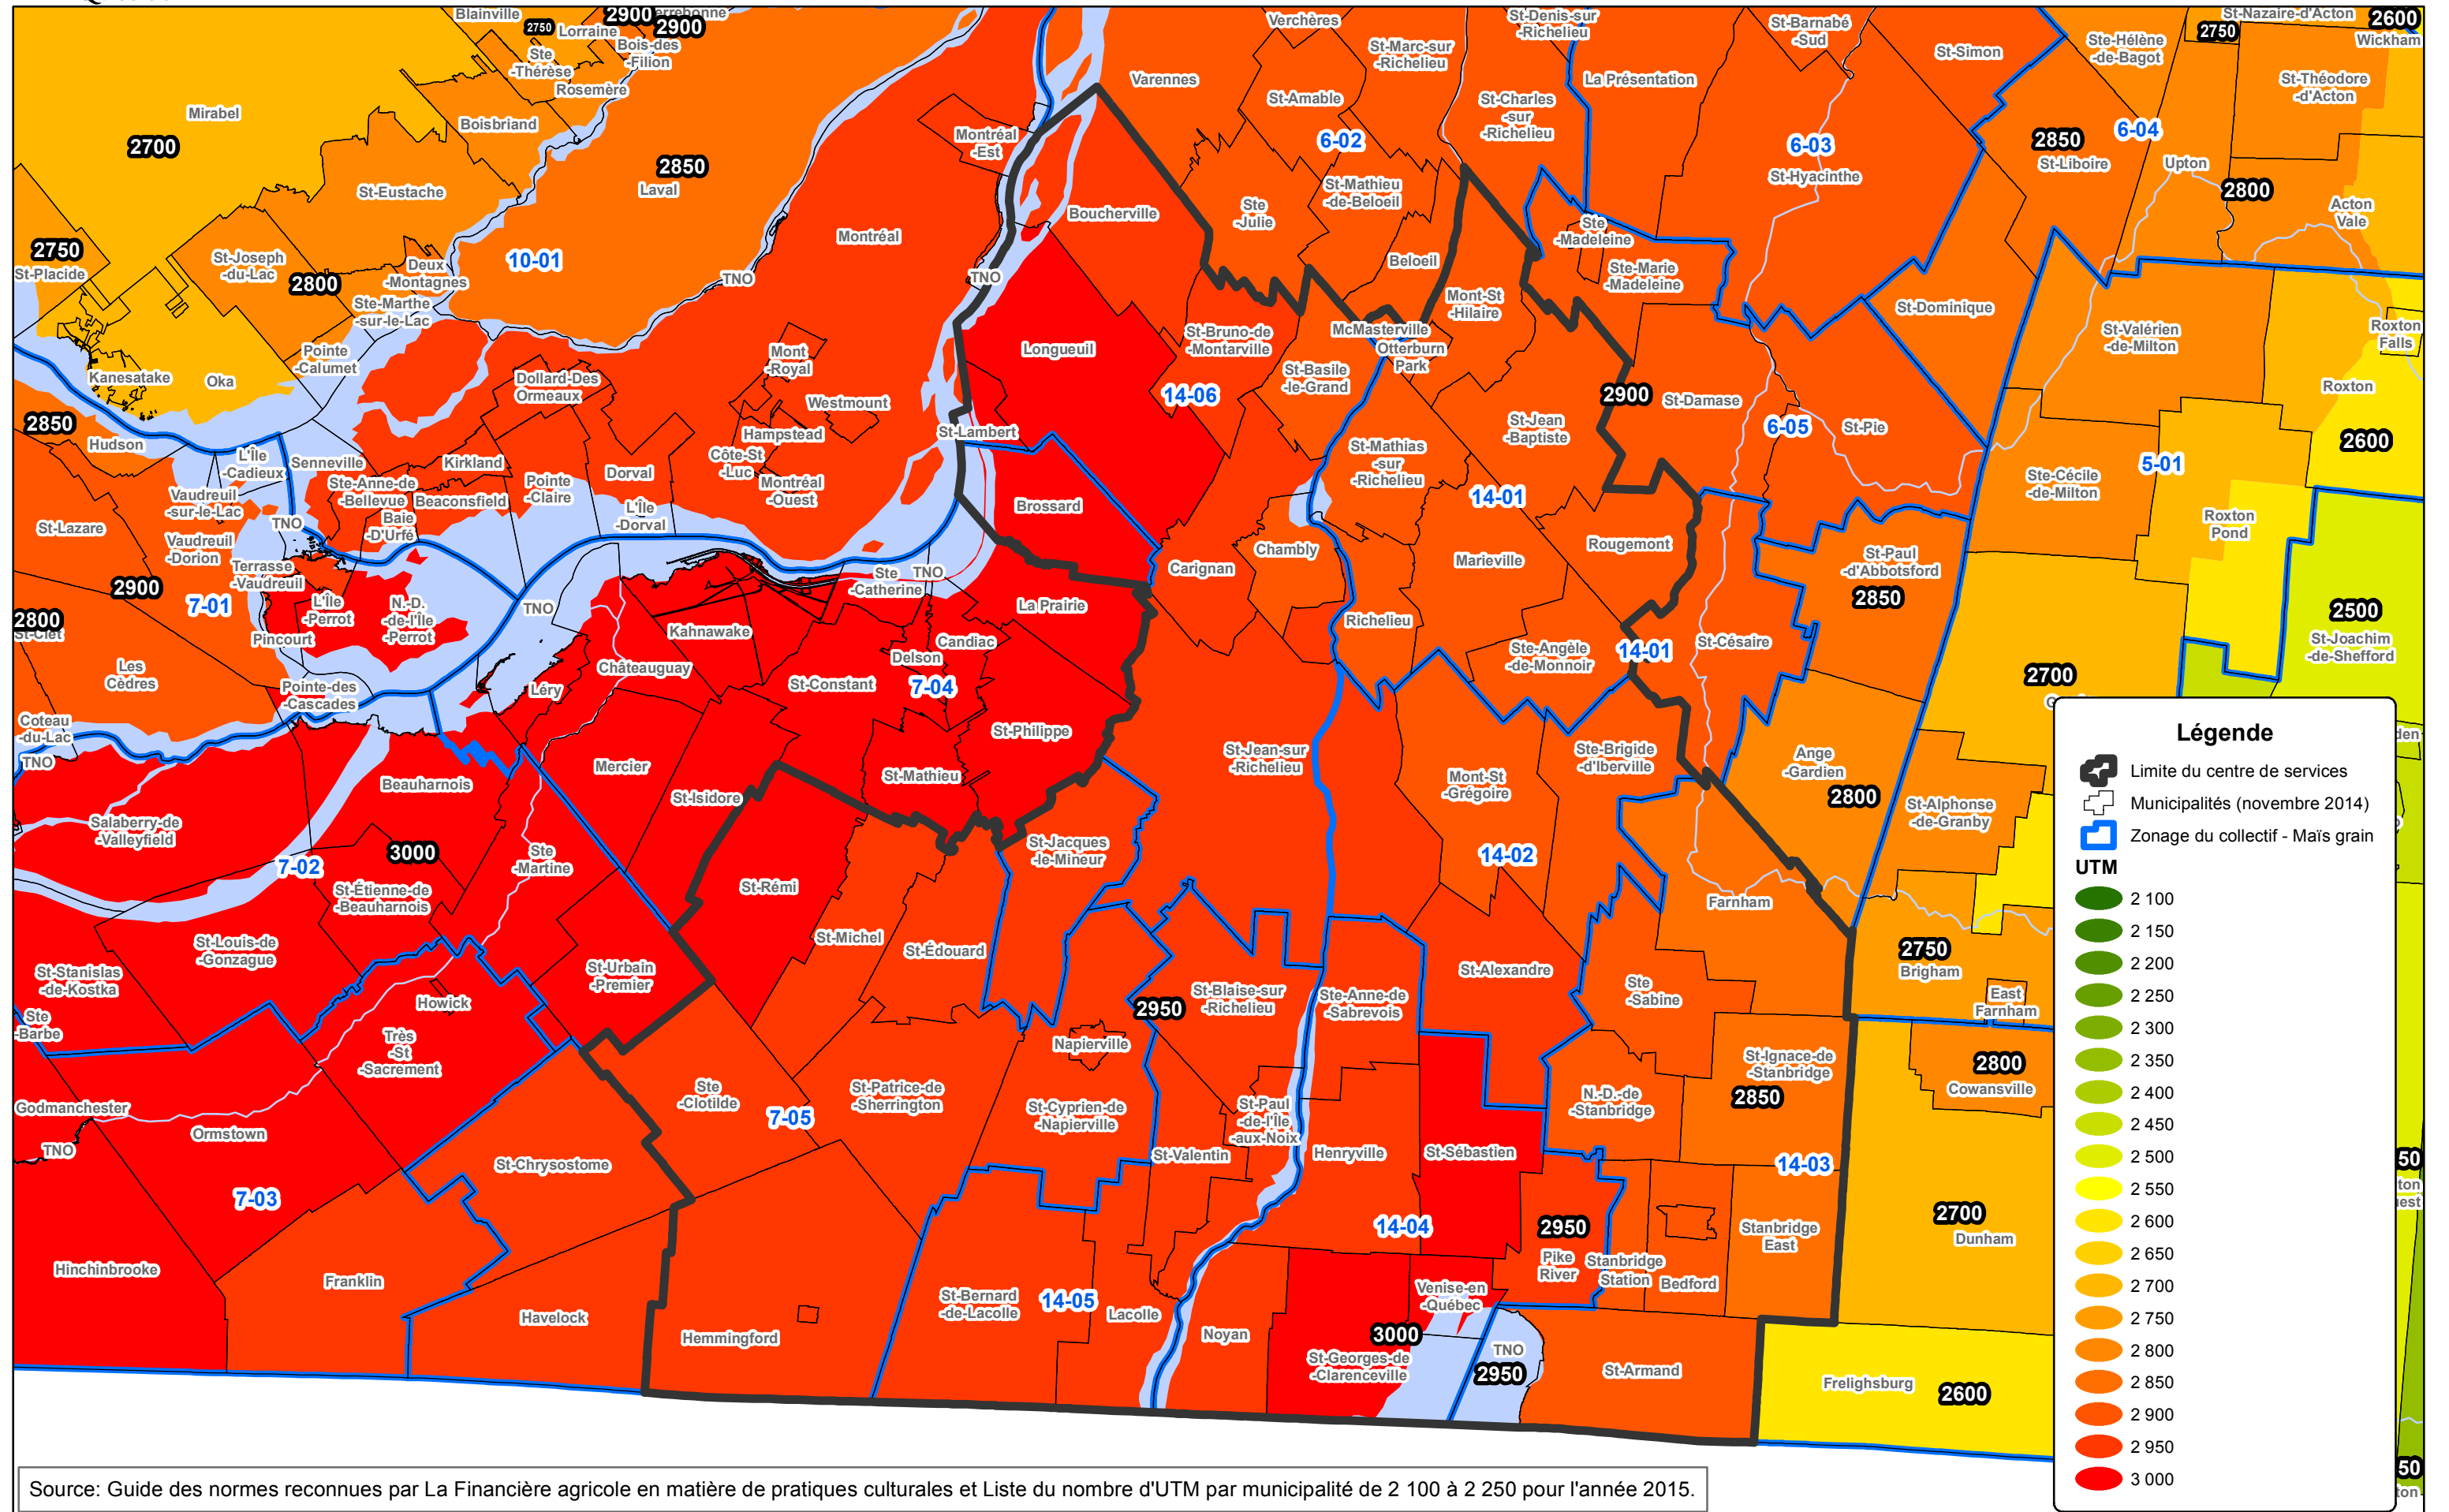 Blainville
2900
2750
Lorraine
2900
Ste
-Thérèse
Bois-des
-Filion
Rosemère
Boisbriand
Mirabel
2700
St-Eustache
2850
Laval
Montréal
-Est
Varennes
Verchères
St-Marc-sur
-Richelieu
St-Denis-sur
-Richelieu
St-Amable
6-02
St-Charles
-sur
-Richelieu
La Présentation
St-Barnabé
-Sud
St-Simon
6-03
St-Hyacinthe
Ste-Hélène
-de-Bagot
2850
6-04
St-Liboire
2750
St-Nazaire-d'Acton
2600
Wickham
St-Théodore
-d'Acton
Upton
2800
Acton
Vale
2750
St-Placide
St-Joseph
-du-Lac
2800
Deux
-Montagnes
Ste-Marthe
-sur-le-Lac
10-01
Montréal
TNO
TNO
Boucherville
Ste
-Julie
St-Mathieu
-de-Beloeil
Beloeil
Ste
-Madeleine
Ste-Marie
-Madeleine
Mont-St
-Hilaire
St-Dominique
St-Valérien
-de-Milton
Roxton
Falls
Roxton
2600
Pointe
-Calumet
Kanesatake
Oka
Mont
-Royal
Dollard-Des
Ormeaux
Westmount
Hampstead
Longueuil
St-Bruno-de
-Montarville
McMasterville
Otterburn
Park
St-Basile
-le-Grand
14-06
2900
St-Damase
St-Jean
-Baptiste
6-05
St-Pie
2850
Hudson
L'Île
-Cadieux
Senneville
Kirkland
Côte-St
-Luc
St-Lambert
Ste-Anne-de
-Bellevue
Beaconsfield
Pointe
-Claire
Dorval
Montréal
-Ouest
Vaudreuil
-sur-le-Lac
Baie
-D'Urfé
L'Île
-Dorval
Brossard
St-Mathias
-sur
-Richelieu
14-01
Ste-Cécile
-de-Milton
5-01
Roxton
Pond
St-Lazare
TNO
Vaudreuil
-Dorion
Terrasse
-Vaudreuil
2900
7-01
2800
St-Clet
L'Île
-Perrot
N.-D.
-de-l'Île
-Perrot
Pincourt
TNO
Ste
-Catherine
TNO
La Prairie
Carignan
Chambly
Marieville
Rougemont
St-Paul
-d'Abbotsford
2850
2500
St-Joachim
-de-Shefford
Richelieu
Kahnawake
Candiac
Delson
Les
Cèdres
Châteauguay
St-Constant
7-04
Léry
Pointe-des
-Cascades
Ste-Angèle
-de-Monnoir
14-01
St-Césaire
2700
Coteau
-du-Lac
TNO
St-Philippe
Mercier
St-Mathieu
St-Isidore
Beauharnois
St-Jean-sur
-Richelieu
Mont-St
-Grégoire
Ste-Brigide
-d'Iberville
Ange
-Gardien
2800
St-Alphonse
-de-Granby
den
Salaberry-de
-Valleyfield
7-02
3000
Ste
-Martine
St-Étienne-de
-Beauharnois
St-Jacques
-le-Mineur
14-02
St-Rémi
Farnham
St-Louis-de
-Gonzague
St-Michel
St-Édouard
2750
Brigham
St-Stanislas
-de-Kostka
St-Urbain
-Premier
Howick
St-Alexandre
Ste
-Sabine
East
Farnham
Ste
-Barbe
Très
-St
-Sacrement
2950
St-Blaise-sur
-Richelieu
Ste-Anne-de
-Sabrevois
Napierville
2800
Cowansville
St-Ignace-de
-Stanbridge
2850
Godmanchester
TNO
Ormstown
Ste
-Clotilde
7-05
St-Patrice-de
-Sherrington
St-Cyprien-de
-Napierville
St-Paul
-de-l'Île
-aux-Noix
N.-D.-de
-Stanbridge
St-Chrysostome
St-Valentin
Henryville
St-Sébastien
14-03
7-03
14-04
2950
Pike
River
Stanbridge
Station
Bedford
Stanbridge
East
2700
Dunham
Hinchinbrooke
Franklin
Havelock
Hemmingford
St-Bernard
-de-Lacolle
14-05
Lacolle
Noyan
Venise-en
-Québec
3000
St-Georges-de
-Clarenceville
TNO
2950
St-Armand
Frelighsburg
2600
Légende
Limite du centre de services
Municipalités (novembre 2014)
Zonage du collectif - Maïs grain
UTM
2 100
2 150
2 200
2 250
2 300
2 350
2 400
2 450
2 500
2 550
2 600
2 650
2 700
2 750
2 800
2 850
2 900
2 950
3 000
50
ton
50
ton
Source: Guide des normes reconnues par La Financière agricole en matière de pratiques culturales et Liste du nombre d'UTM par municipalité de 2 100 à 2 250 pour l'année 2015.